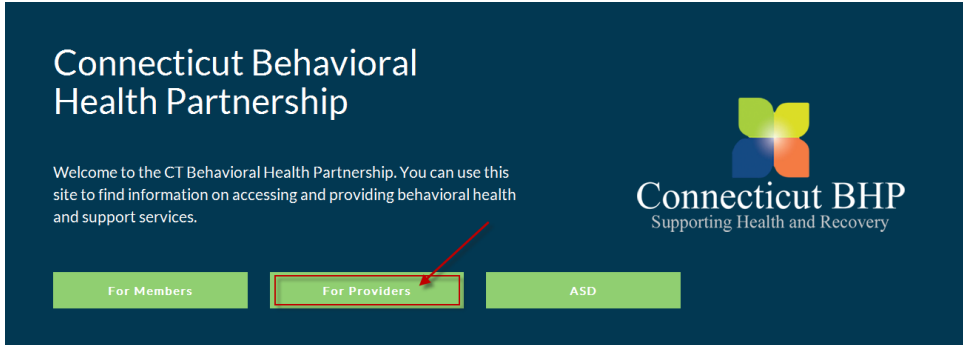 Connecticut Behavioral
Health Partnership
Welcome to the CT Behavioral Health Partnership. You can use this
site to find information on accessing and providing behavioral health
and support services.
Connecticut BHP
Supporting Health and Recovery
For Members
For Providers
ASD